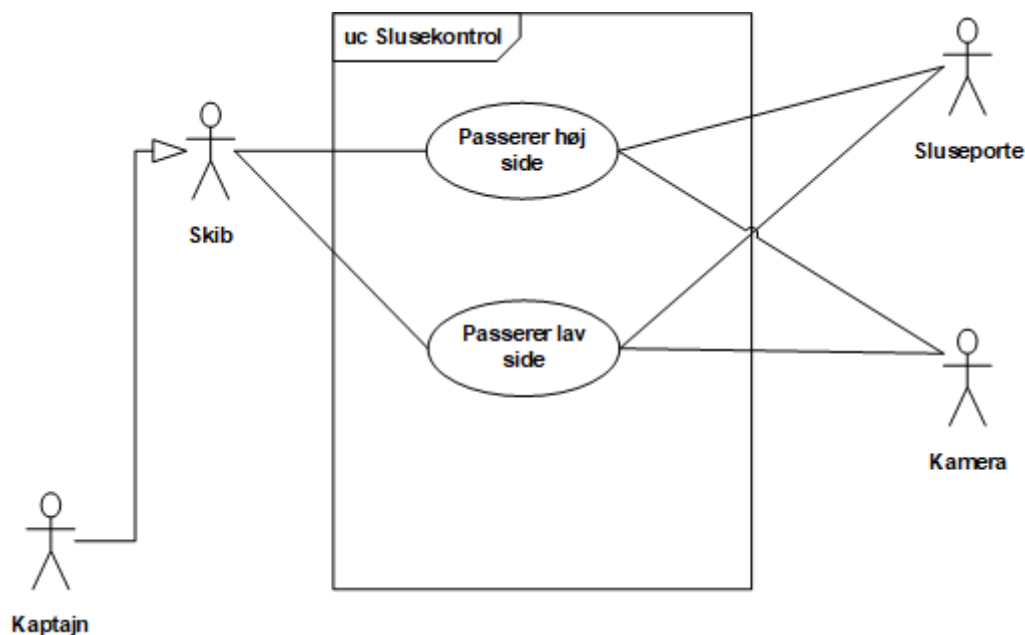 uc Slusekontrol
Passerer høj
side
Sluseporte
Skib
Passerer lav
side
Kamera
Kaptajn